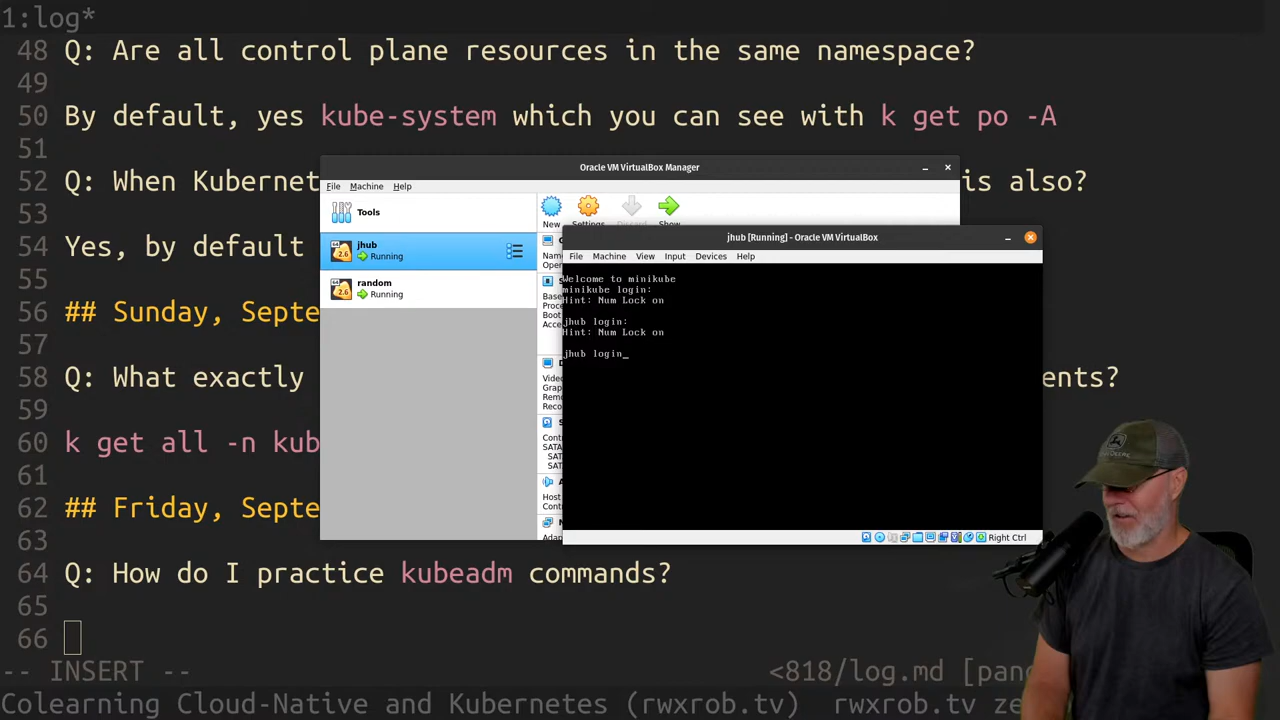 1:log*
48 Q: Are all control plane resources in the same namespace?
49
50 By default, yes kube-system which you can see with k get po -A
51
52 Q: When Kubernet is also?
53
54 Yes, by default
55
56 ## Sunday, Septe
57
58 Q: What exactly ents?
59
60 k get all -n kub
61
62 ## Friday, Septe
63
64 Q: How do I practice kubeadm commands?
65
66
-- INSERT -- <818/log.md [pan
Colearning Cloud-Native and Kubernetes (rwxrob.tv) rwxrob.tv ze
Oracle VM VirtualBox Manager
File Machine Help
Tools
New Settings Show
jhub
Running
random
Running
jhub [Running] - Oracle VM VirtualBox
File Machine View Input Devices Help
Welcome to minikube
minikube login:
Hint: Num Lock on
jhub login:
Hint: Num Lock on
jhub login_
Right Ctrl
JOHN DEERE